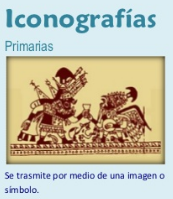 Iconografías
Primarias
Se trasmite por medio de una imagen o
símbolo.